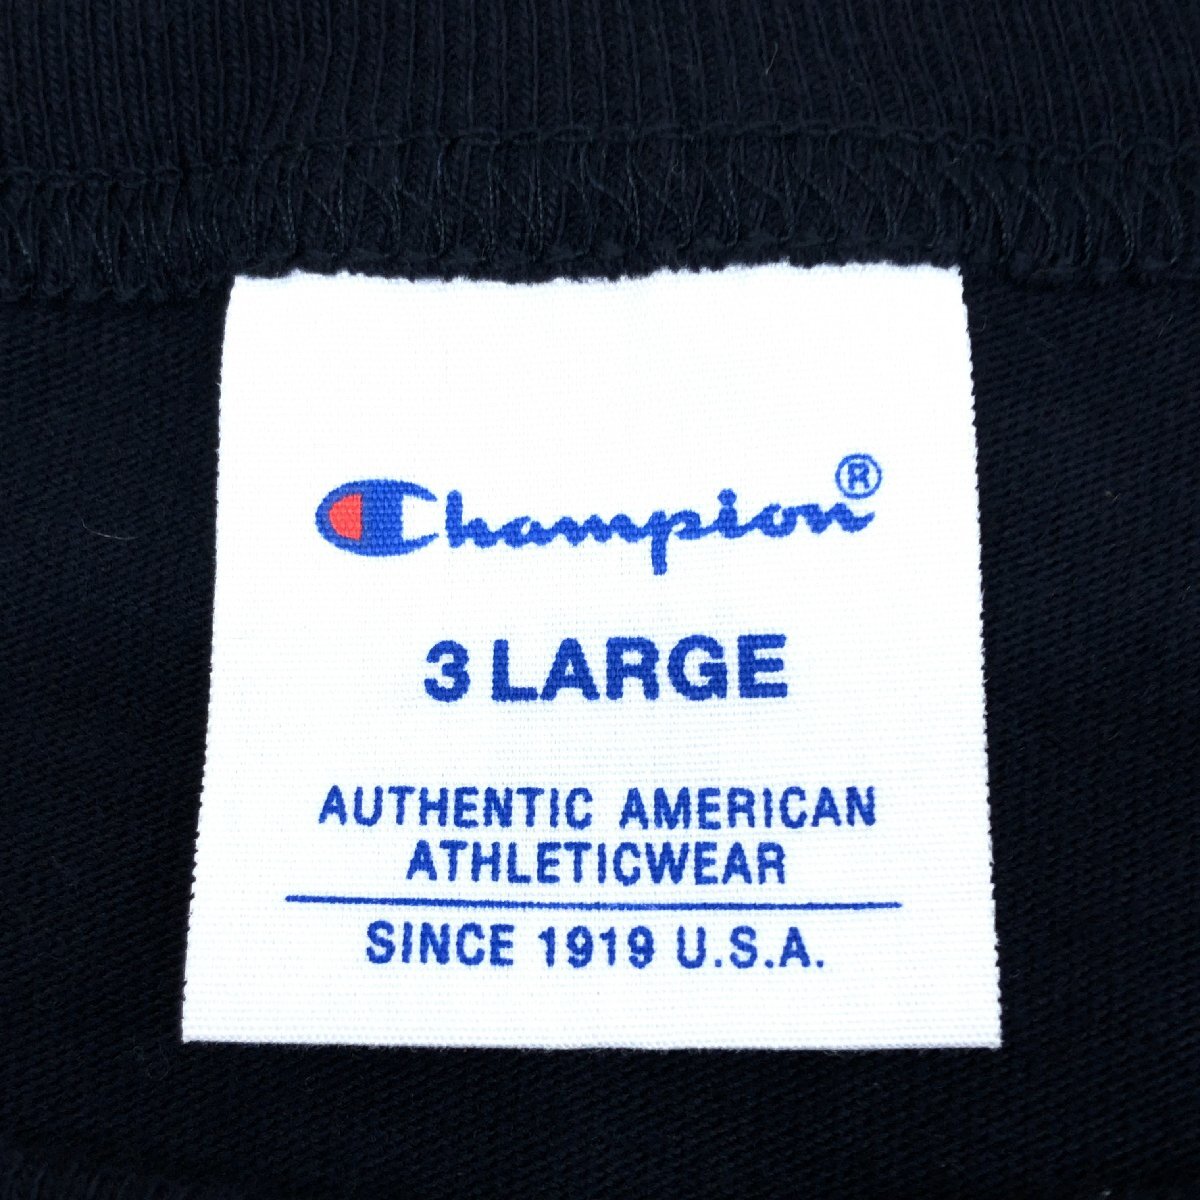 Champion®
3 LARGE
AUTHENTIC AMERICAN
ATHLETICWEAR
SINCE 1919 U.S.A.